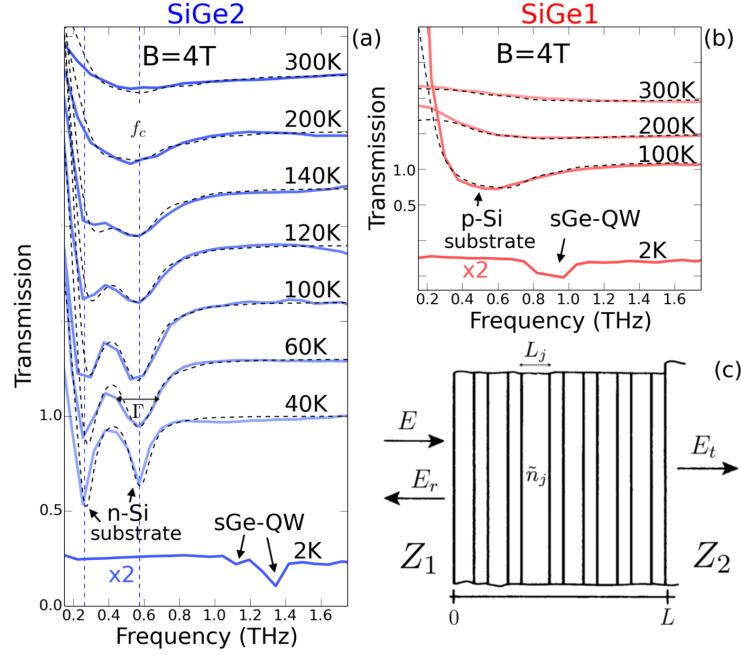 SiGe2
(a)
B=4T
300K
f_c
200K
140K
120K
100K
60K
Γ
40K
n-Si
substrate
sGe-QW
2K
x2
Transmission
1.0
0.5
0.0
0.2 0.4 0.6 0.8 1.0 1.2 1.4 1.6
Frequency (THz)
SiGe1
(b)
B=4T
300K
200K
100K
p-Si
substrate
sGe-QW
2K
x2
Transmission
1.0
0.5
0.2 0.4 0.6 0.8 1.0 1.2 1.4 1.6
Frequency (THz)
(c)
L_j
E
E_r
ñ_j
E_t
Z_1
Z_2
0
L